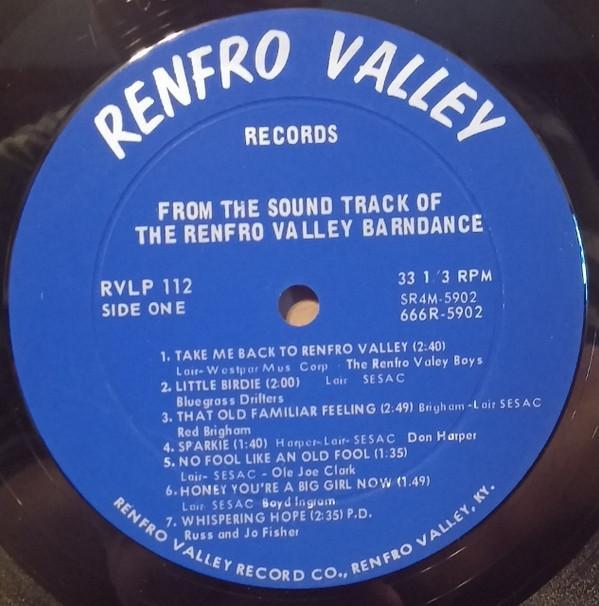 RENFRO VALLEY
RECORDS
FROM THE SOUND TRACK OF
THE RENFRO VALLEY BARNDANCE
RVLP 112
SIDE ONE
33 1/3 RPM
SR4M-5902
666R-5902
1. TAKE ME BACK TO RENFRO VALLEY (2:40)
Lair-Westpar Mus Corp The Renfro Valey Boys
2. LITTLE BIRDIE (2:00) Lair SESAC
Bluegrass Drifters
3. THAT OLD FAMILIAR FEELING (2:49) Brigham-Lair SESAC
Red Brigham
4. SPARKIE (1:40) Harper-Lair-SESAC Don Harper
5. NO FOOL LIKE AN OLD FOOL (1:35)
Lair- SESAC - Ole Joe Clark
6. HONEY YOU'RE A BIG GIRL NOW (1.49)
Lair SESAC Boyd Ingram
7. WHISPERING HOPE (2:35) P.D.
Russ and Jo Fisher
RENFRO VALLEY RECORD CO., RENFRO VALLEY, KY.